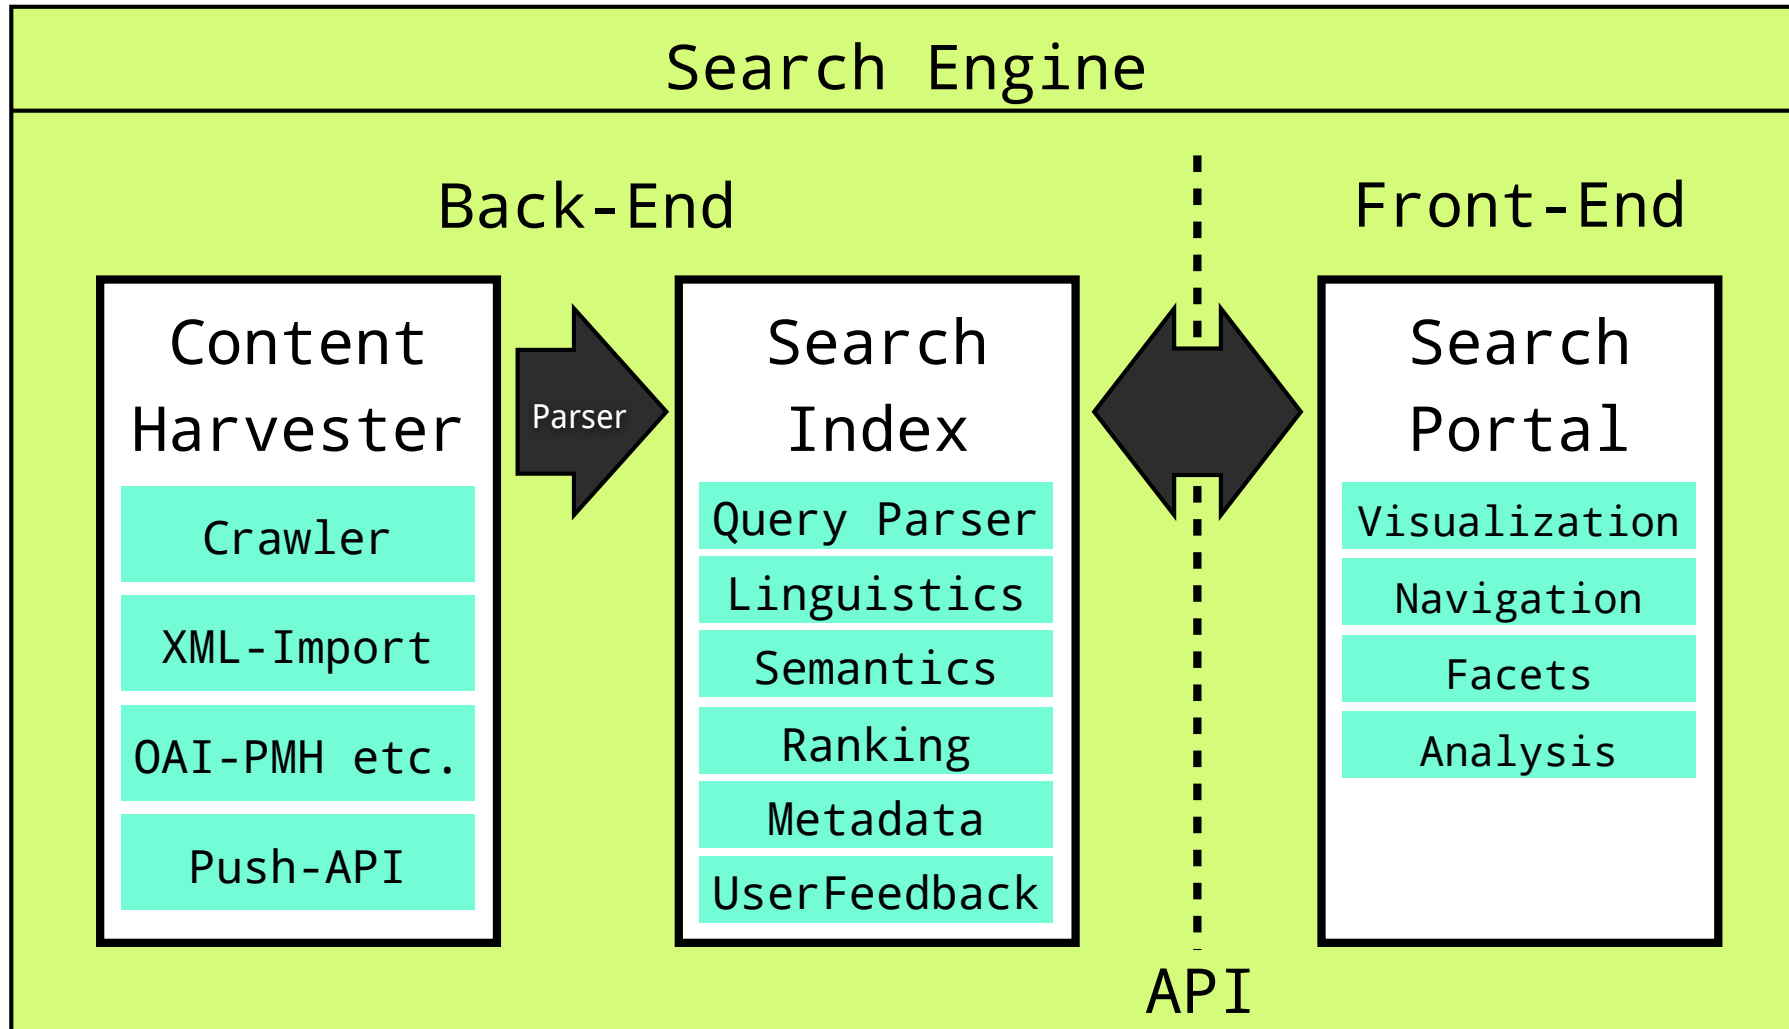 Search Engine
Back-End
Front-End
Content
Harvester
Crawler
XML-Import
OAI-PMH etc.
Push-API
Parser
Search
Index
Query Parser
Linguistics
Semantics
Ranking
Metadata
UserFeedback
API
Search
Portal
Visualization
Navigation
Facets
Analysis